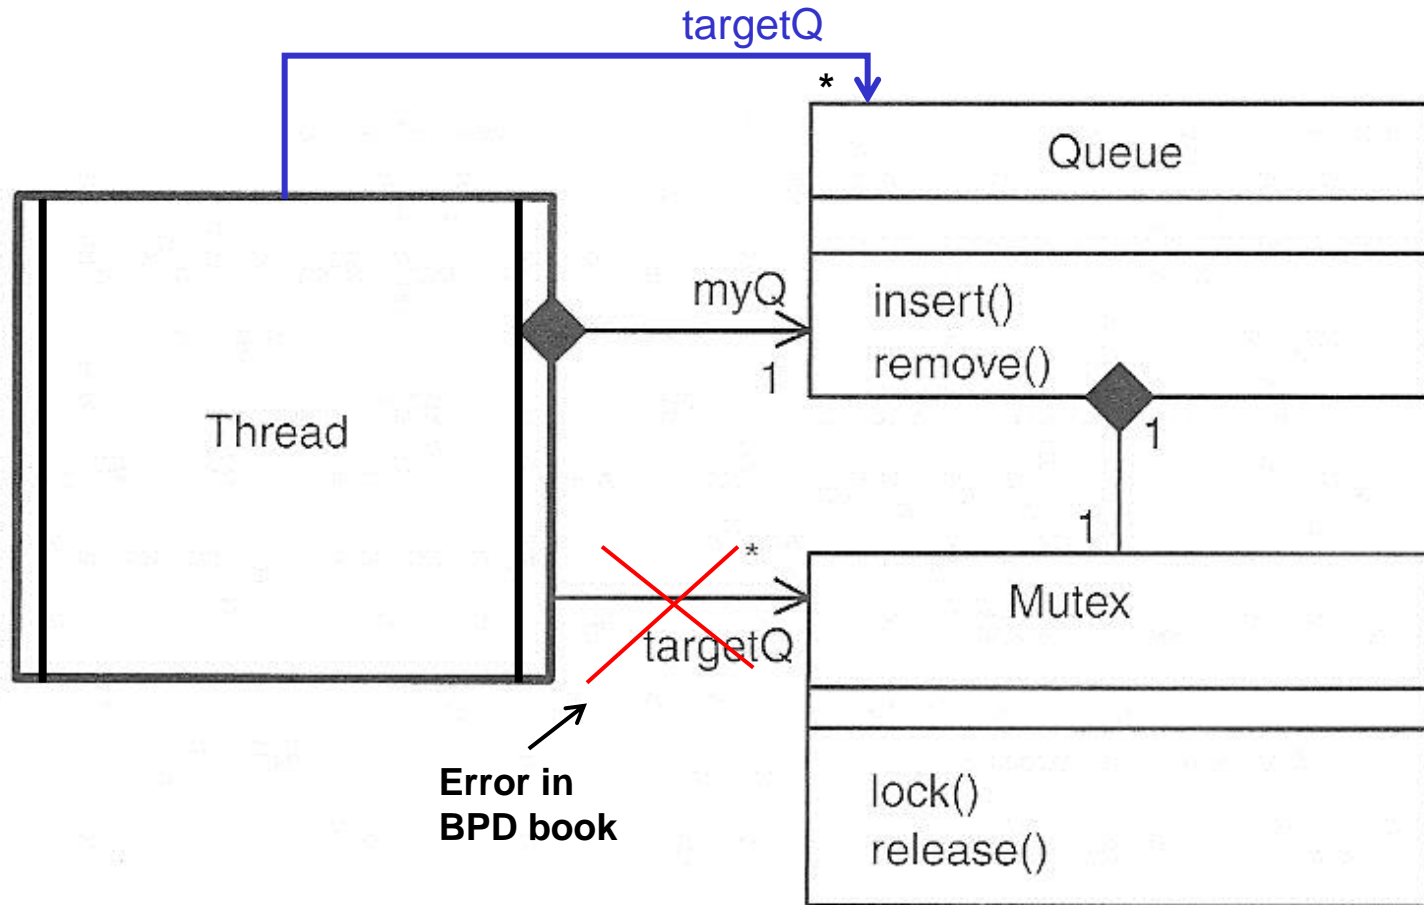 targetQ
*
Queue
myQ
insert()
1
remove()
Thread
1
1
*
Mutex
targetQ
Error in
BPD book
lock()
release()